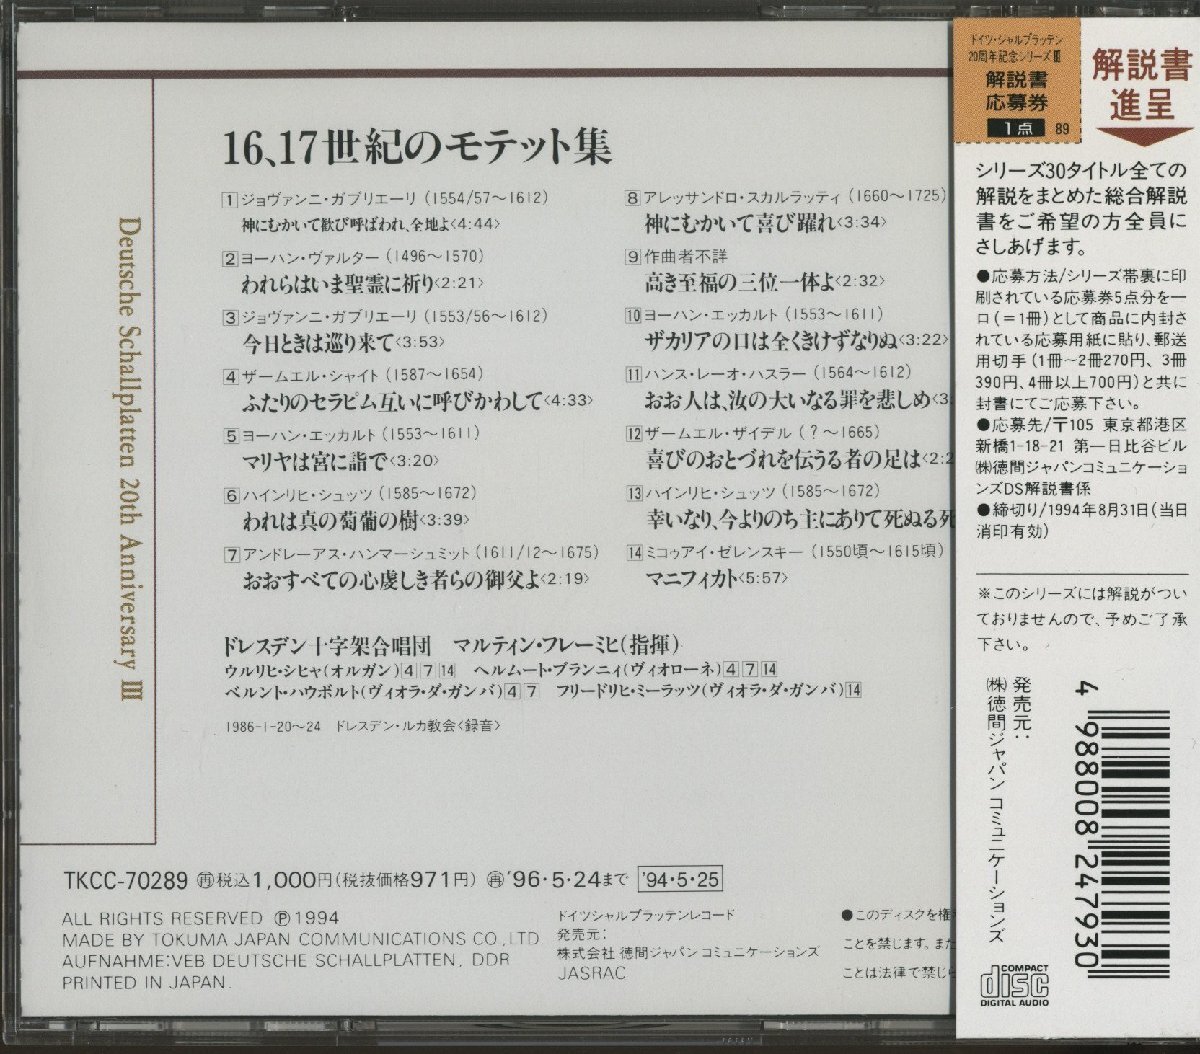 Deutsche Schallplatten 20th Anniversary III
16、17世紀のモテット集
1 ジョヴァンニ・ガブリエーリ（1554/57〜1612）
神にむかいて歓び呼ばわれ、全地よ<4:44>
2 ヨーハン・ヴァルター（1496〜1570）
われらはいま聖霊に祈り<2:21>
3 ジョヴァンニ・ガブリエーリ（1553/56〜1612）
今日ときは巡り来て<3:53>
4 ザームエル・シャイト（1587〜1654）
ふたりのセラピム互いに呼びかわして<4:33>
5 ヨーハン・エッカルト（1553〜1611）
マリヤは宮に詣で<3:20>
6 ハインリヒ・シュッツ（1585〜1672）
われは真の萄葡の樹<3:39>
7 アンドレーアス・ハンマーシュミット（1611/12〜1675）
おおすべての心虔しき者らの御父よ<2:19>
8 アレッサンドロ・スカルラッティ（1660〜1725）
神にむかいて喜び躍れ<3:34>
9 作曲者不詳
高き至福の三位一体よ<2:32>
10 ヨーハン・エッカルト（1553〜1611）
ザカリアの口は全くきけずなりぬ<3:22>
11 ハンス・レーオ・ハスラー（1564〜1612）
おお人は、汝の大いなる罪を悲しめ<3:
12 ザームエル・ザイデル（？〜1665）
喜びのおとづれを伝うる者の足は<2:2
13 ハインリヒ・シュッツ（1585〜1672）
幸いなり、今よりのち主にありて死ぬる死
14 ミコゥアイ・ゼレンスキー（1550頃〜1615頃）
マニフィカト<5:57>
ドレスデン十字架合唱団　マルティン・フレーミヒ（指揮）
ウルリヒ・シヒャ（オルガン）4 7 14　ヘルムート・ブランニィ（ヴィオローネ）4 7 14
ベルント・ハウボルト（ヴィオラ・ダ・ガンバ）4 7　フリードリヒ・ミーラッツ（ヴィオラ・ダ・ガンバ）14
1986-1-20〜24　ドレスデン・ルカ教会<録音>
TKCC-70289 ㊢税込1,000円（税抜価格971円）㊢'96・5・24まで '94・5・25
ALL RIGHTS RESERVED Ⓟ1994
MADE BY TOKUMA JAPAN COMMUNICATIONS CO.,LTD
AUFNAHME:VEB DEUTSCHE SCHALLPLATTEN, DDR
PRINTED IN JAPAN.
ドイツシャルプラッテンレコード
発売元：
株式会社 徳間ジャパンコミュニケーションズ
JASRAC
●このディスクを権
ことを禁じます。また
ことは法律で禁じら
ドイツ・シャルプラッテン
20周年記念シリーズⅢ
解説書
応募券
1点 89
解説書
進呈
シリーズ30タイトル全ての
解説をまとめた総合解説
書をご希望の方全員に
さしあげます。
●応募方法/シリーズ帯裏に印
刷されている応募券5点分を一
口（＝1冊）として商品に内封さ
れている応募用紙に貼り、郵送
用切手（1冊〜2冊270円、3冊
390円、4冊以上700円）と共に
封書にてご応募下さい。
●応募先/〒105 東京都港区
新橋1-18-21 第一日比谷ビル
㈱徳間ジャパンコミュニケーショ
ンズDS解説書係
●締切り/1994年8月31日（当日
消印有効）
※このシリーズには解説がつい
ておりませんので、予めご了承
下さい。
発売元：
㈱徳間ジャパンコミュニケーションズ
4 988008 247930
COMPACT
disc
DIGITAL AUDIO